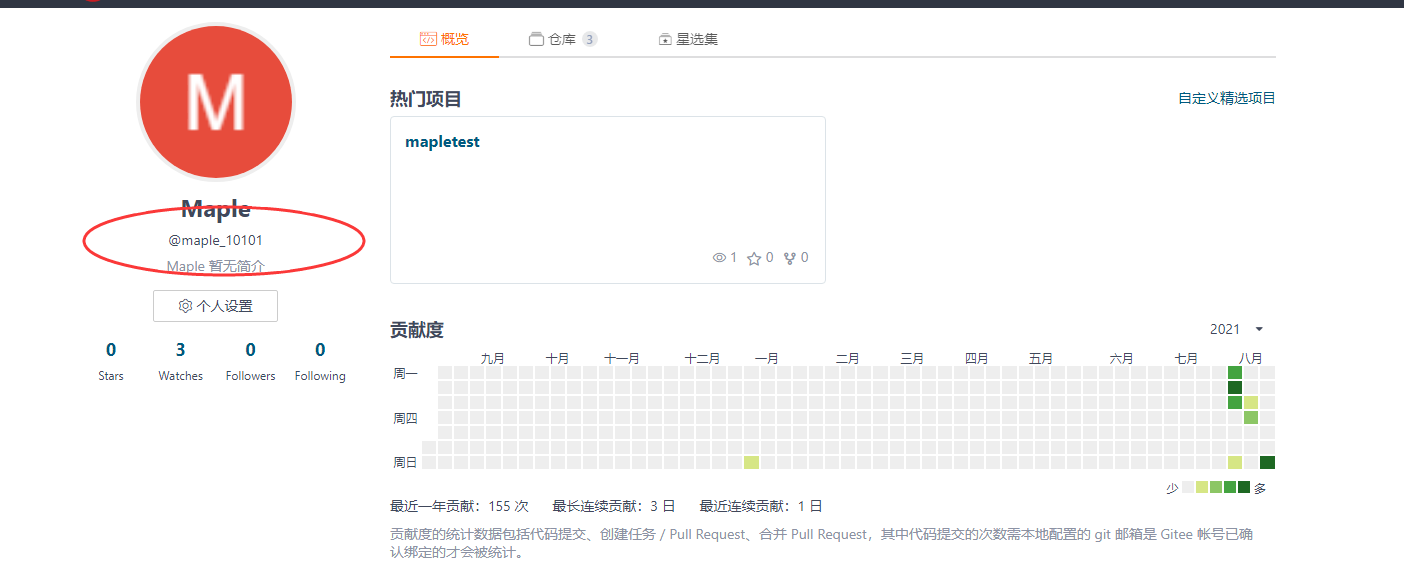 M
Maple
@maple_10101
Maple 暂无简介
个人设置
0 3 0 0
Stars Watches Followers Following
概览 仓库 3 星选集
热门项目 自定义精选项目
mapletest
1 0 0
贡献度 2021
九月 十月 十一月 十二月 一月 二月 三月 四月 五月 六月 七月 八月
周一
周四
周日
少 多
最近一年贡献：155 次 最长连续贡献：3 日 最近连续贡献：1 日
贡献度的统计数据包括代码提交、创建任务 / Pull Request、合并 Pull Request，其中代码提交的次数需本地配置的 git 邮箱是 Gitee 帐号已确
认绑定的才会被统计。